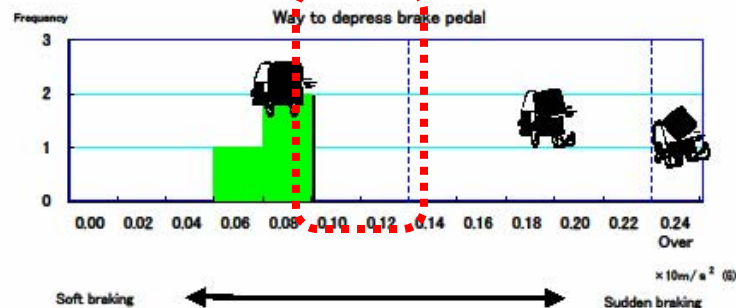 Frequency
Way to depress brake pedal
3
2
1
0
0.00 0.02 0.04 0.06 0.08 0.10 0.12 0.14 0.16 0.18 0.20 0.22 0.24
Over
×10m/s² (G)
Soft braking Sudden braking